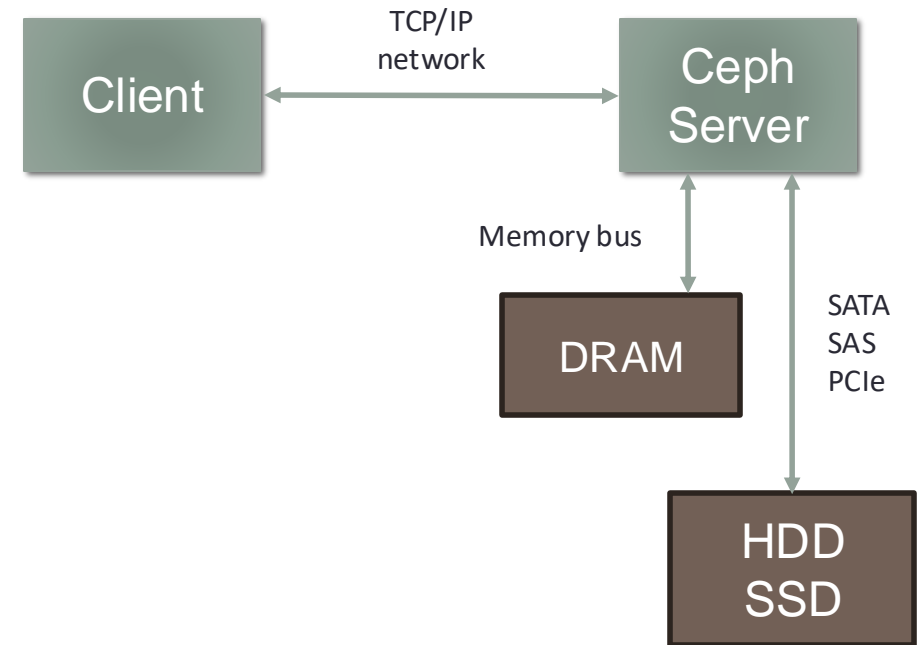 TCP/IP
network
Client
Ceph
Server
Memory bus
DRAM
SATA
SAS
PCIe
HDD
SSD